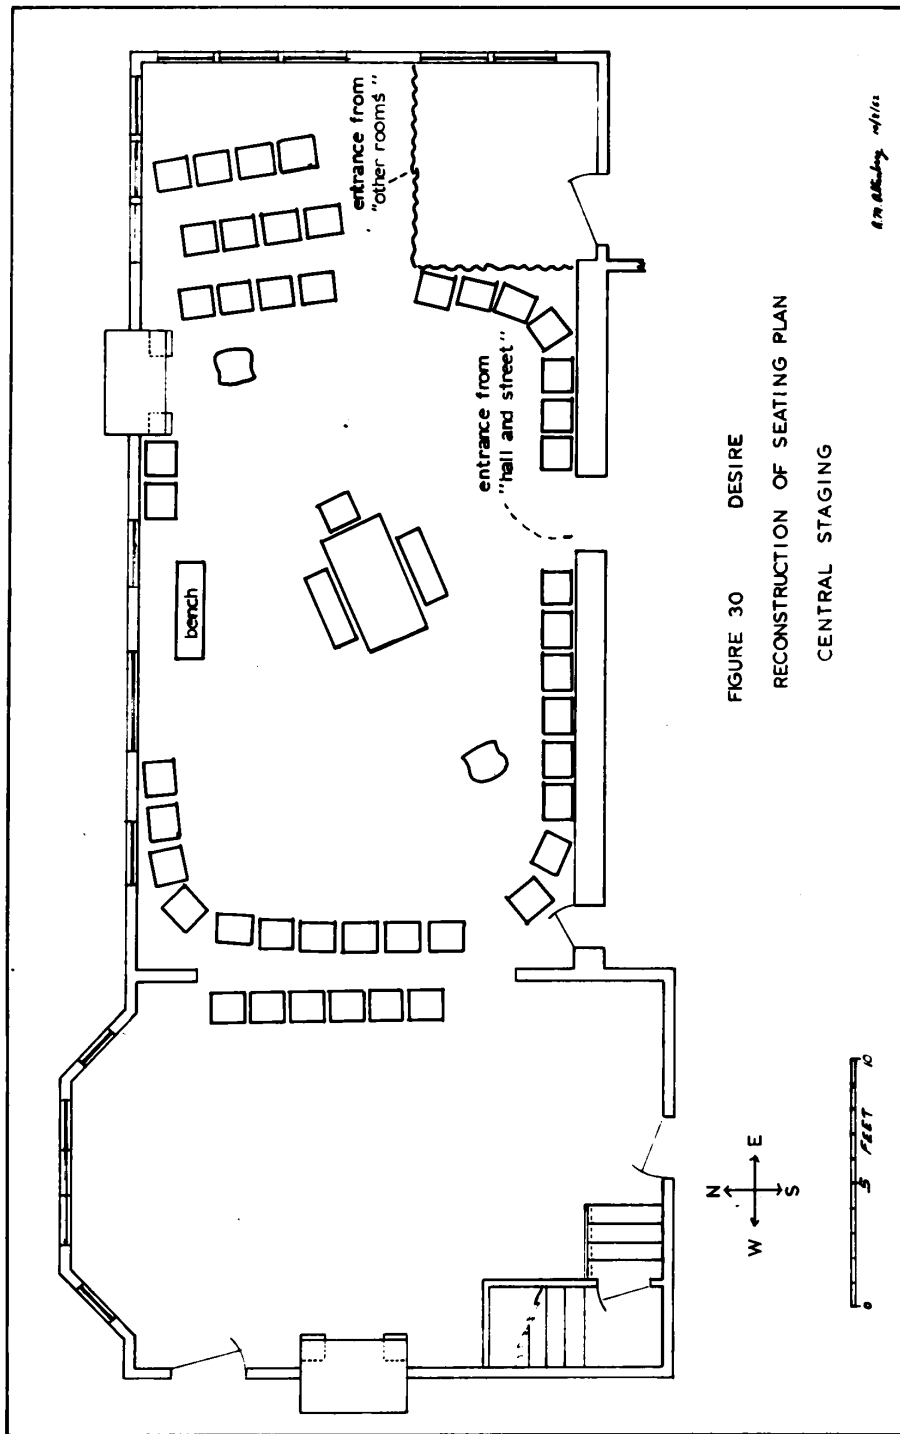 entrance from
"other rooms"
entrance from
"hall and street"
bench
FIGURE 30 DESIRE
RECONSTRUCTION OF SEATING PLAN
CENTRAL STAGING
N
W E
S
0 5 FEET 10